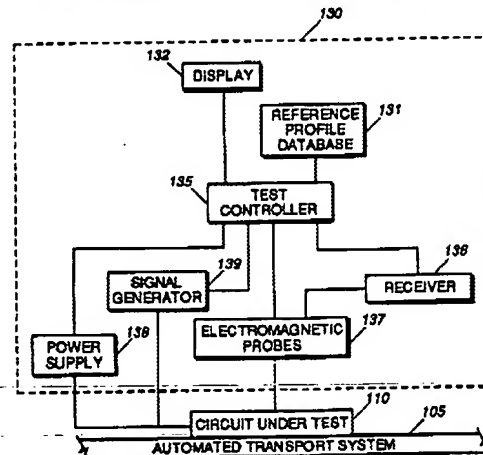 130
132
DISPLAY
REFERENCE
PROFILE
DATABASE
131
135
TEST
CONTROLLER
139
SIGNAL
GENERATOR
136
RECEIVER
138
POWER
SUPPLY
ELECTROMAGNETIC
PROBES
137
110
CIRCUIT UNDER TEST
105
AUTOMATED TRANSPORT SYSTEM